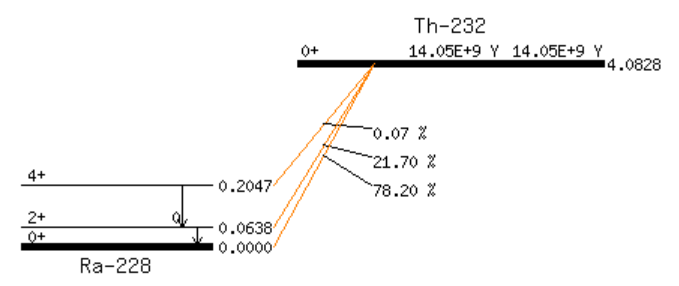 Th-232
0+ 14.05E+9 Y 14.05E+9 Y 4.0828
0.07 %
21.70 %
78.20 %
4+ 0.2047
2+ Q 0.0638
0+ 0.0000
Ra-228